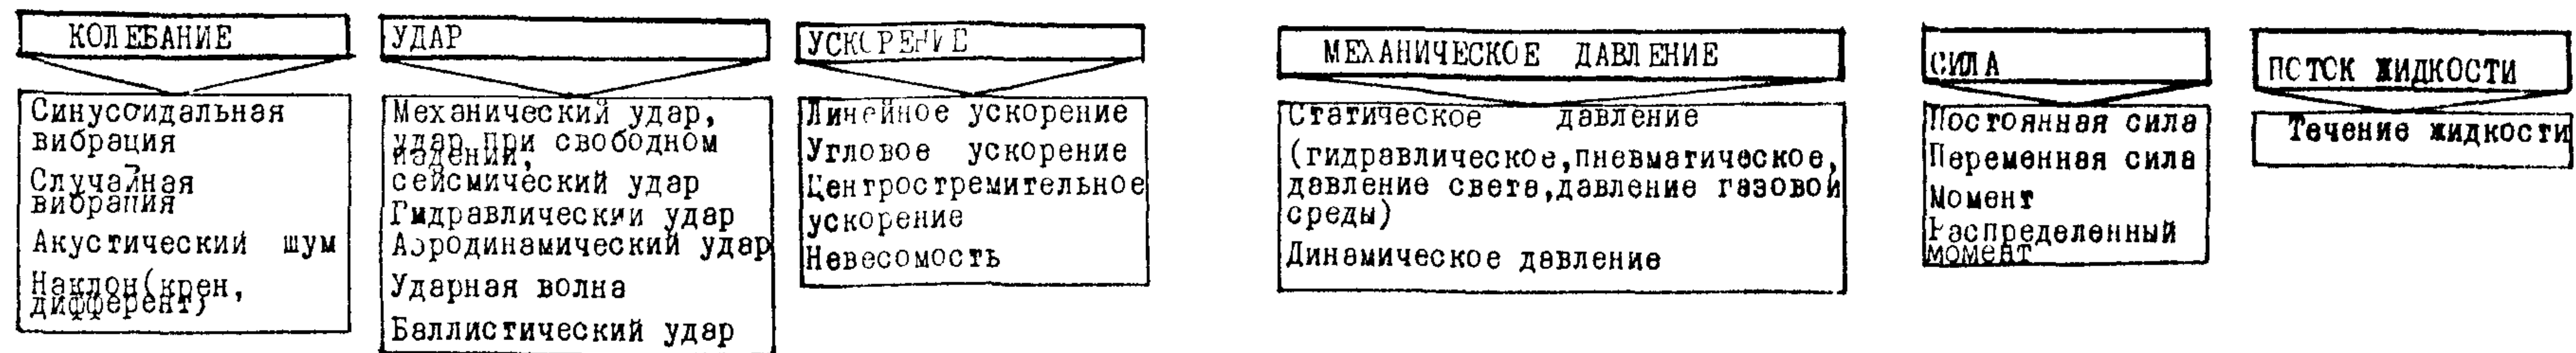 КОЛЕБАНИЕ
Синусоидальная
вибрация
Случайная
вибрация
Акустический шум
Наклон(крен,
дифферент)
УДАР
Механический удар,
удар при свободном
падении,
сейсмический удар
Гидравлический удар
Аэродинамический удар
Ударная волна
Баллистический удар
УСКОРЕНИЕ
Линейное ускорение
Угловое ускорение
Центростремительное
ускорение
Невесомость
МЕХАНИЧЕСКОЕ ДАВЛЕНИЕ
Статическое давление
(гидравлическое,пневматическое,
давление света,давление газовой
среды)
Динамическое давление
СИЛА
Постоянная сила
Переменная сила
Момент
Распределенный
момент
ПОТОК ЖИДКОСТИ
Течение жидкости